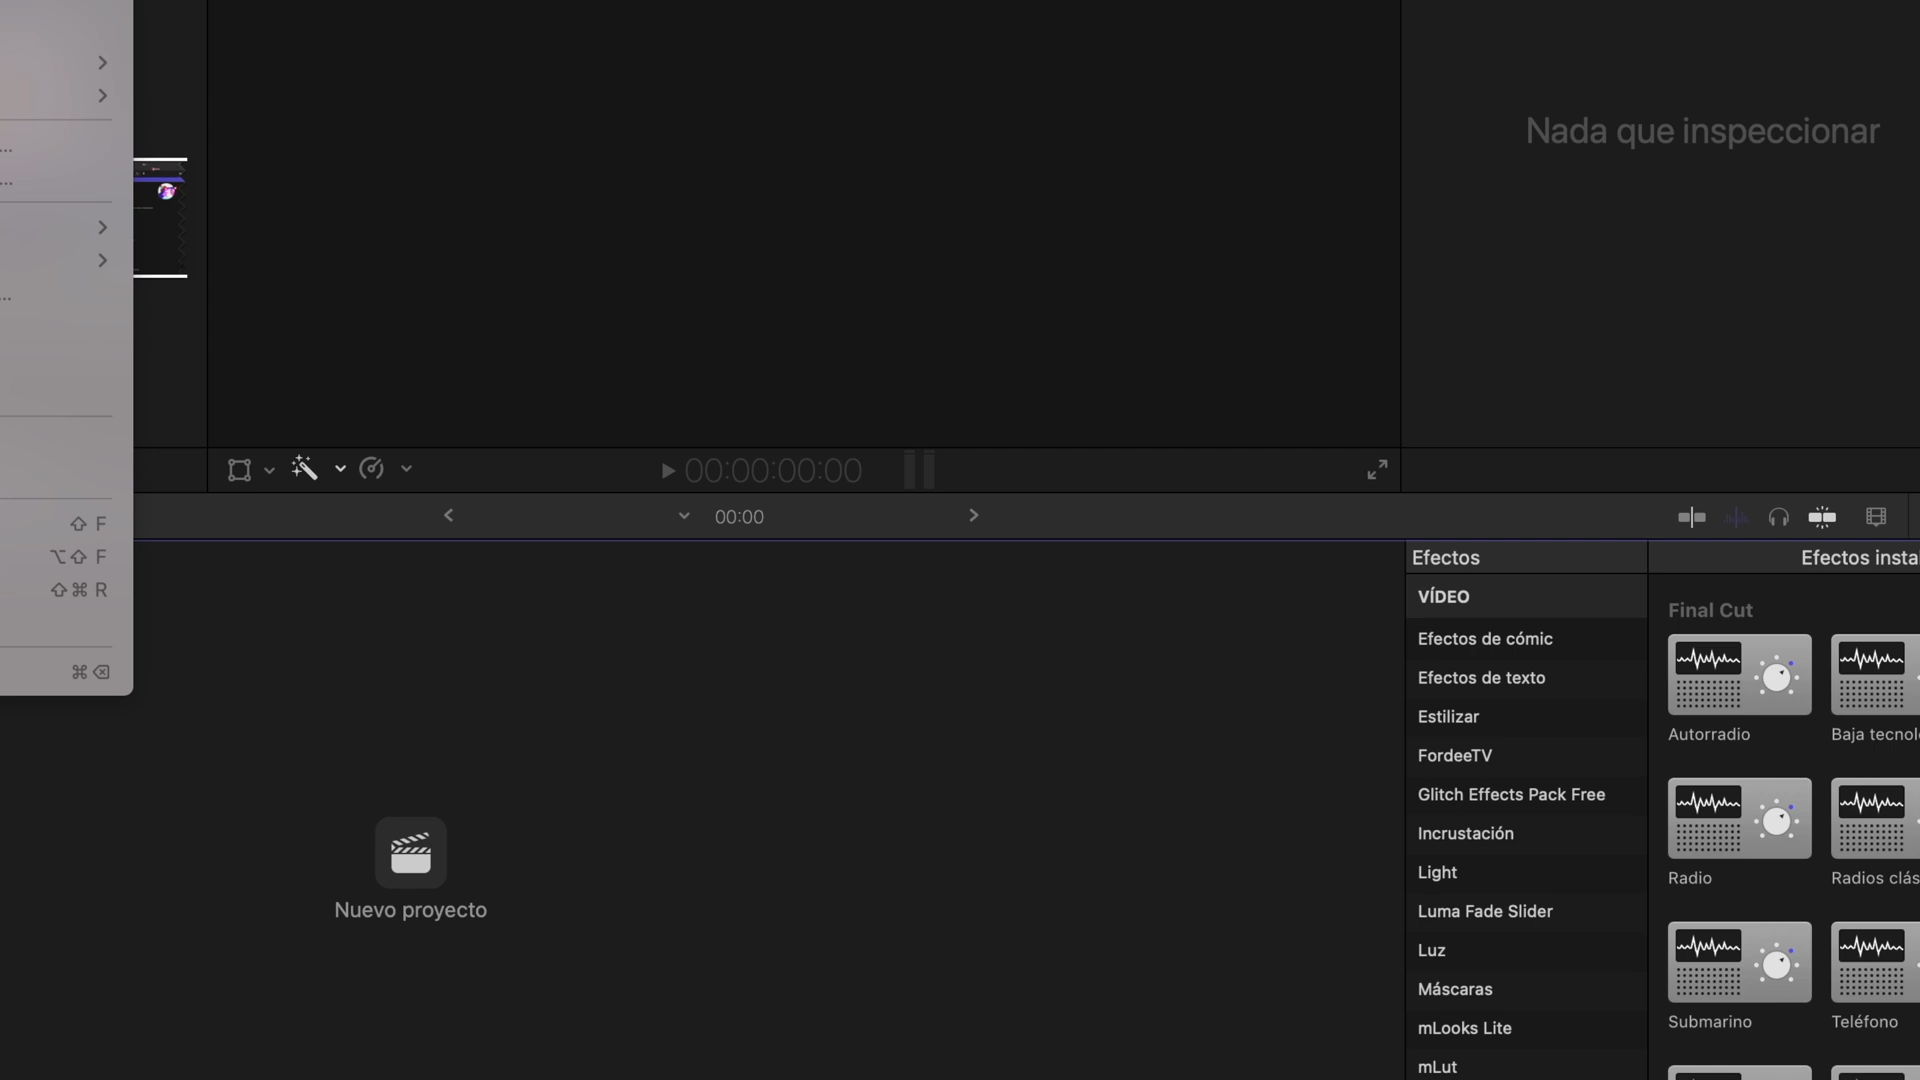 Nada que inspeccionar
...
...
...
00:00:00:00
00:00
⇧ F
⌥⇧ F
⇧⌘ R
⌘⌫
Nuevo proyecto
Efectos
VÍDEO
Efectos de cómic
Efectos de texto
Estilizar
FordeeTV
Glitch Effects Pack Free
Incrustación
Light
Luma Fade Slider
Luz
Máscaras
mLooks Lite
mLut
Efectos insta
Final Cut
Autorradio
Baja tecnol
Radio
Radios clás
Submarino
Teléfono